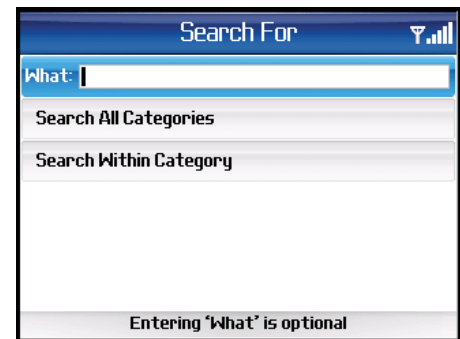 Search For
What:
Search All Categories
Search Within Category
Entering ‘What’ is optional